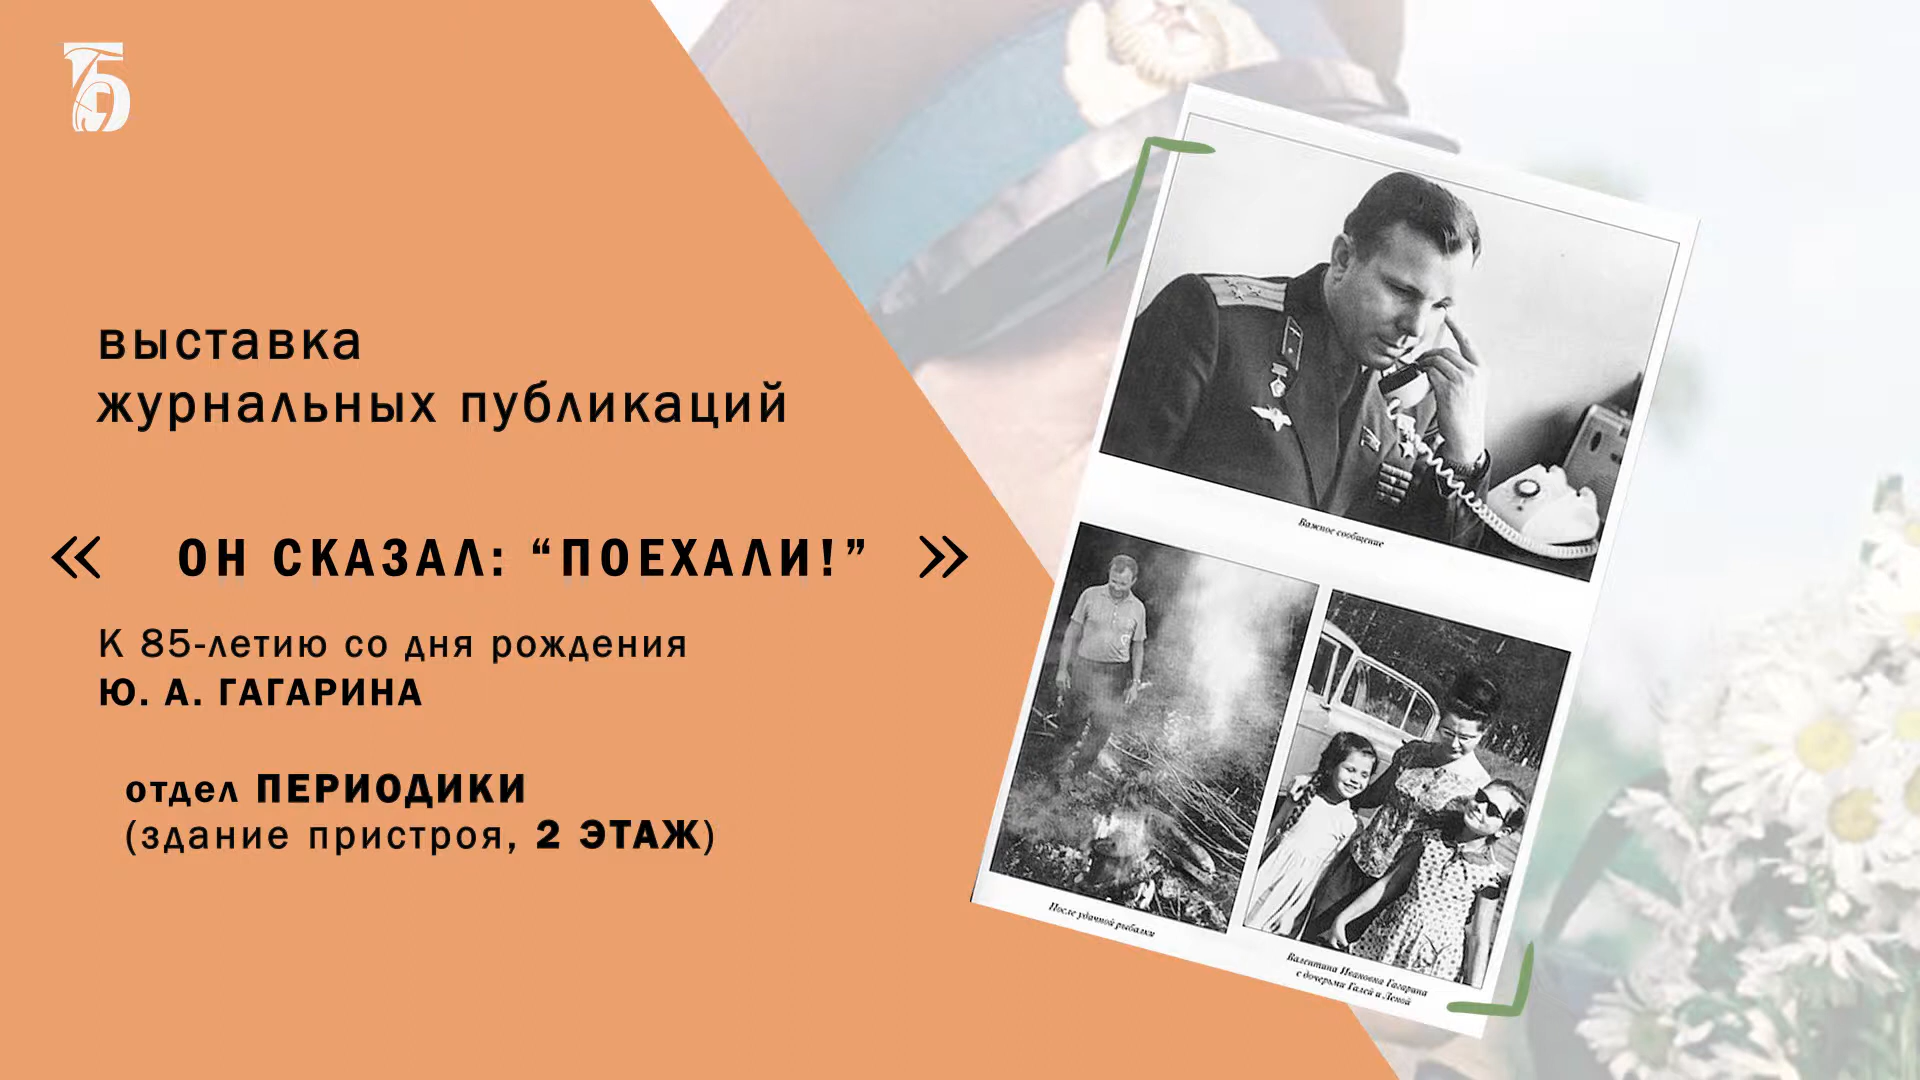 выставка
журнальных публикаций
« ОН СКАЗАЛ: “ПОЕХАЛИ!” »
К 85-летию со дня рождения
Ю. А. ГАГАРИНА
отдел ПЕРИОДИКИ
(здание пристроя, 2 ЭТАЖ)
Важное сообщение
После удачной рыбалки
Валентина Ивановна Гагарина
с дочерьми Галей и Леной